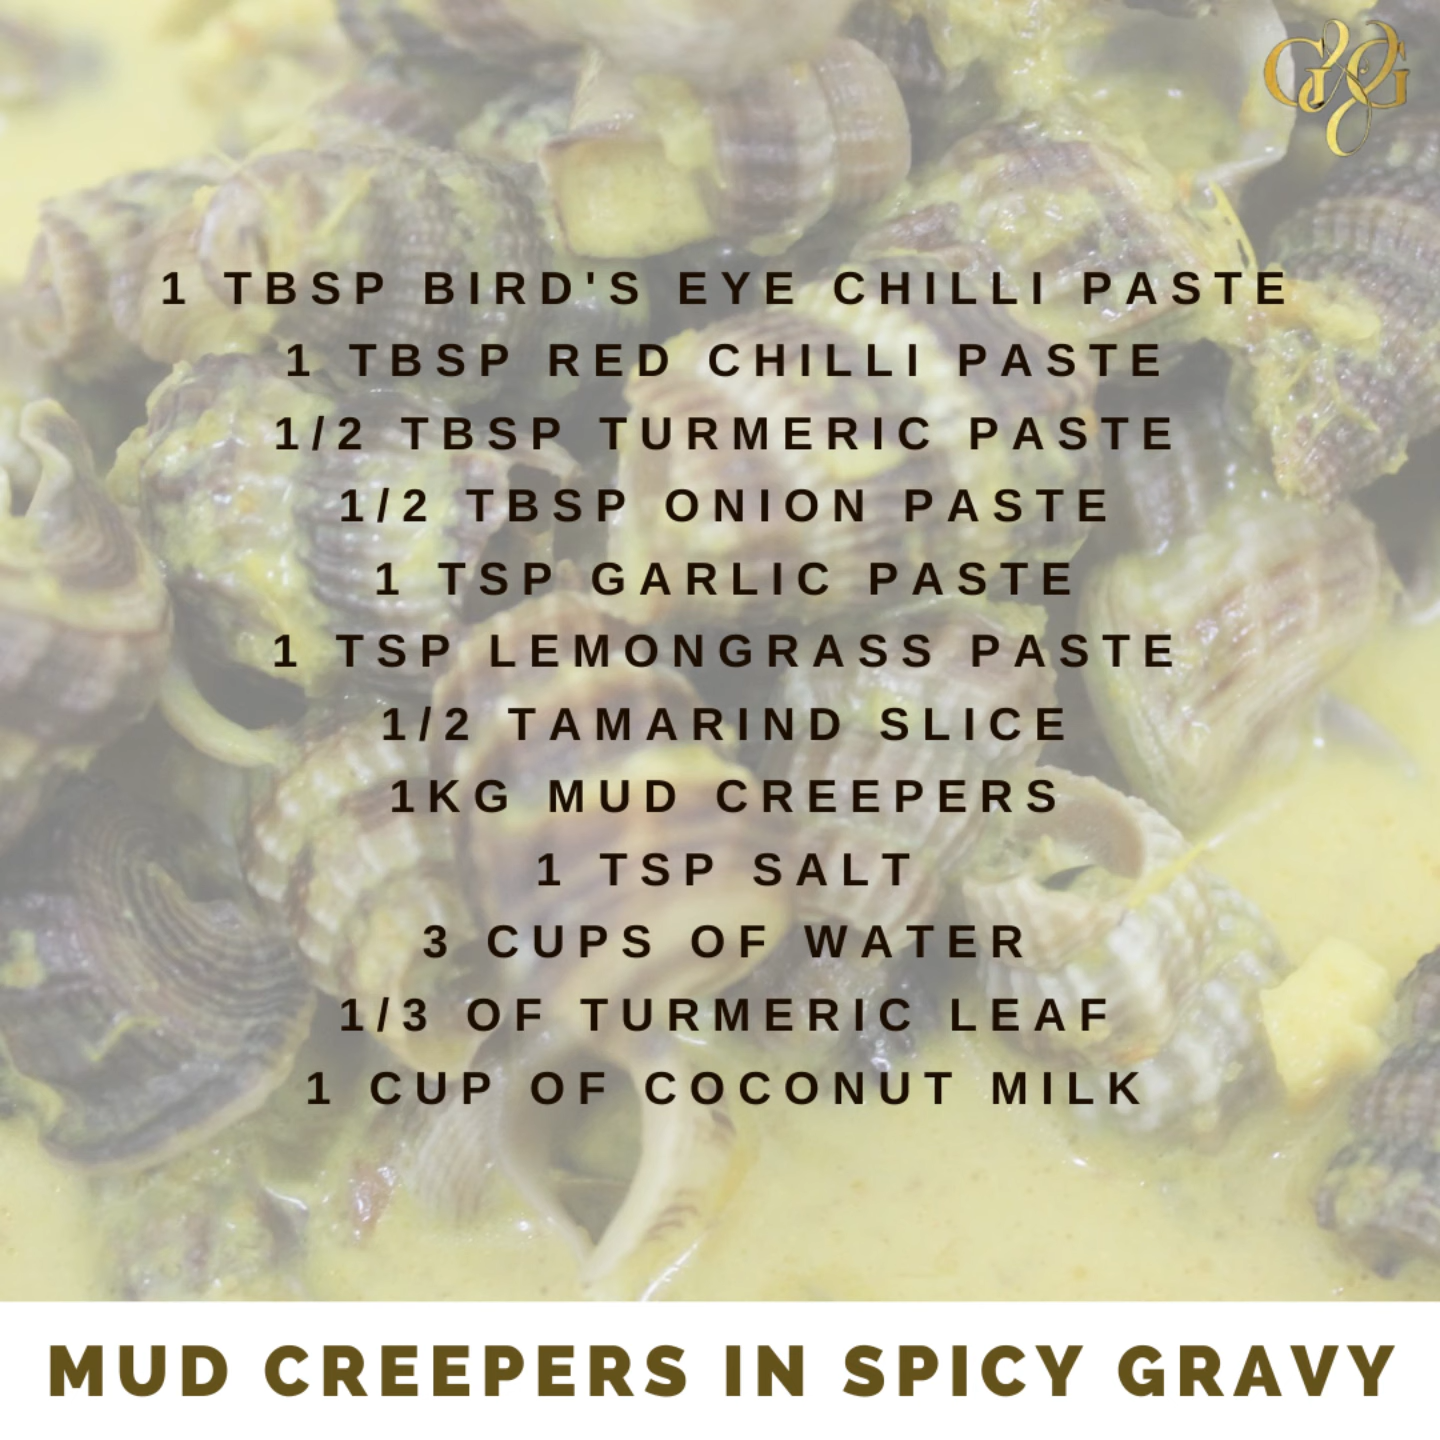 G&G
1 TBSP BIRD'S EYE CHILLI PASTE
1 TBSP RED CHILLI PASTE
1/2 TBSP TURMERIC PASTE
1/2 TBSP ONION PASTE
1 TSP GARLIC PASTE
1 TSP LEMONGRASS PASTE
1/2 TAMARIND SLICE
1KG MUD CREEPERS
1 TSP SALT
3 CUPS OF WATER
1/3 OF TURMERIC LEAF
1 CUP OF COCONUT MILK
MUD CREEPERS IN SPICY GRAVY